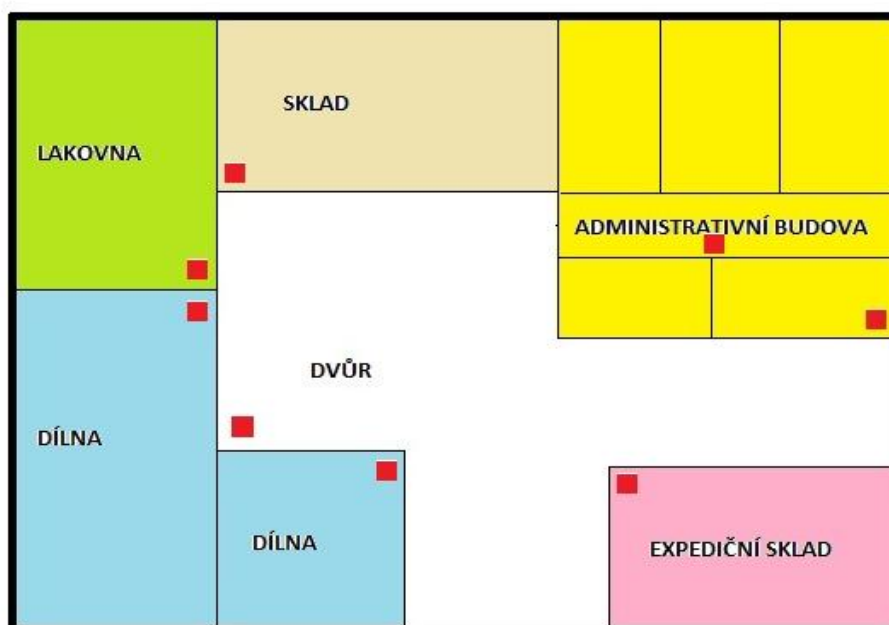 SKLAD
LAKOVNA
ADMINISTRATIVNÍ BUDOVA
DVŮR
DÍLNA
DÍLNA
EXPEDIČNÍ SKLAD